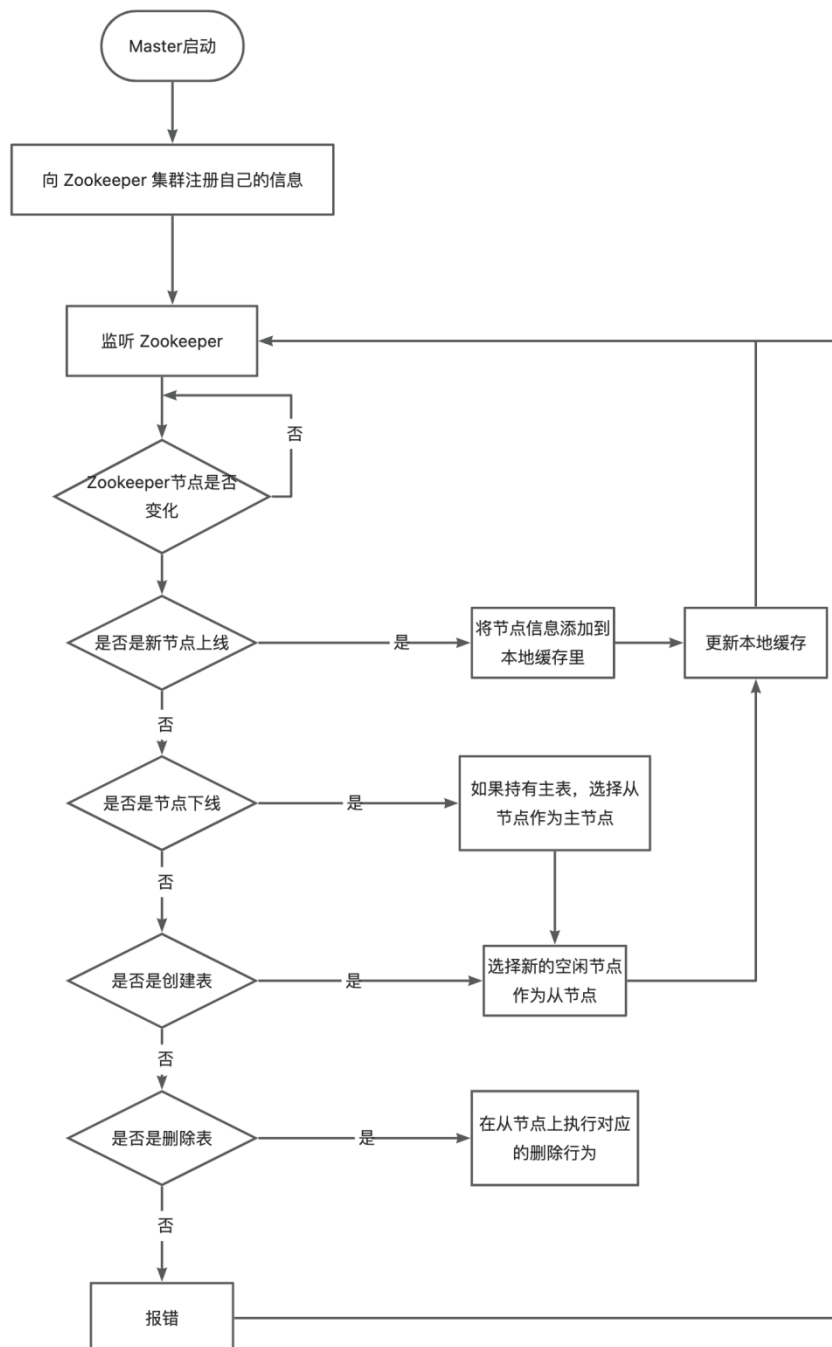 Master启动
向 Zookeeper 集群注册自己的信息
监听 Zookeeper
否
Zookeeper节点是否
变化
是否是新节点上线
是
将节点信息添加到
本地缓存里
更新本地缓存
否
是否是节点下线
是
如果持有主表，选择从
节点作为主节点
否
是否是创建表
是
选择新的空闲节点
作为从节点
否
是否是删除表
是
在从节点上执行对应
的删除行为
否
报错